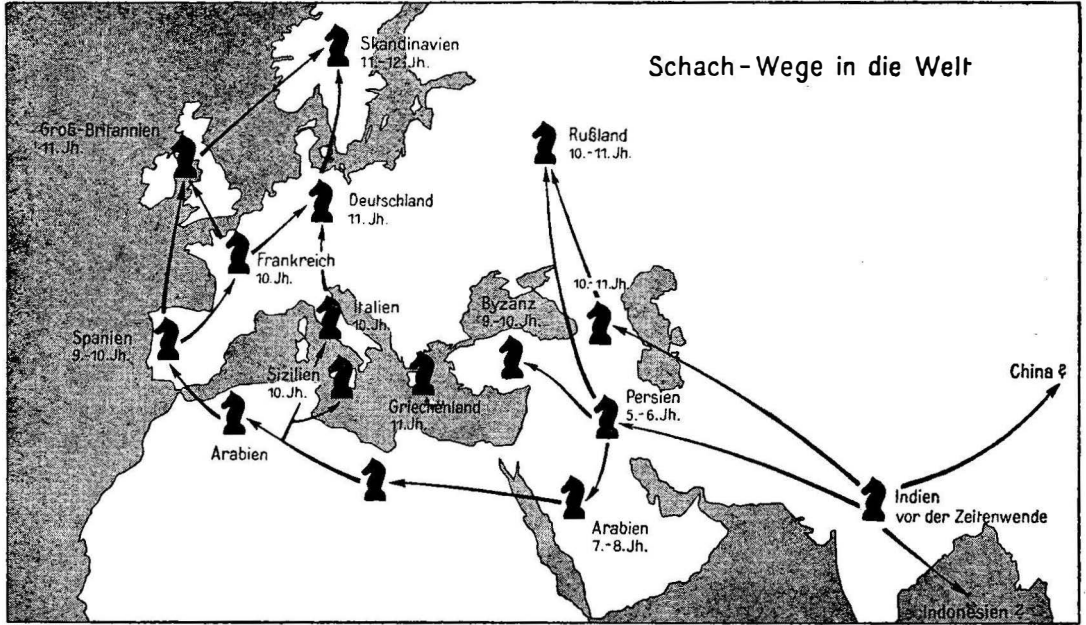 Schach-Wege in die Welt
Skandinavien
11.-12. Jh.
Groß-Britannien
11. Jh.
Rußland
10.-11. Jh.
Deutschland
11. Jh.
Frankreich
10. Jh.
10.-11. Jh.
Italien
10. Jh.
Byzanz
9.-10. Jh.
Spanien
9.-10. Jh.
Sizilien
10. Jh.
China ?
Persien
5.-6. Jh.
Griechenland
11. Jh.
Arabien
Indien
vor der Zeitenwende
Arabien
7.-8. Jh.
Indonesien ?